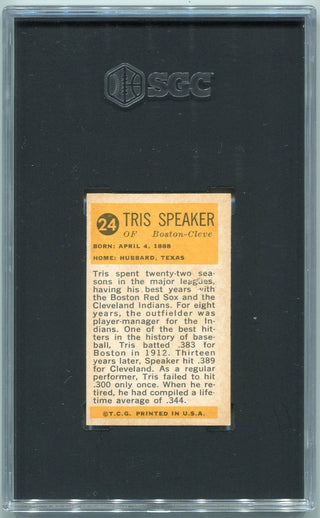 SGC
24 TRIS SPEAKER
OF Boston-Cleve
BORN: APRIL 4, 1888
HOME: HUBBARD, TEXAS
Tris spent twenty-two sea-
sons in the major leagues,
having his best years with
the Boston Red Sox and the
Cleveland Indians. For eight
years, the outfielder was
player-manager for the In-
dians. One of the best hit-
ters in the history of base-
ball, Tris batted .383 for
Boston in 1912. Thirteen
years later, Speaker hit .389
for Cleveland. As a regular
performer, Tris failed to hit
.300 only once. When he re-
tired, he had compiled a life-
time average of .344.
©T.C.G. PRINTED IN U.S.A.